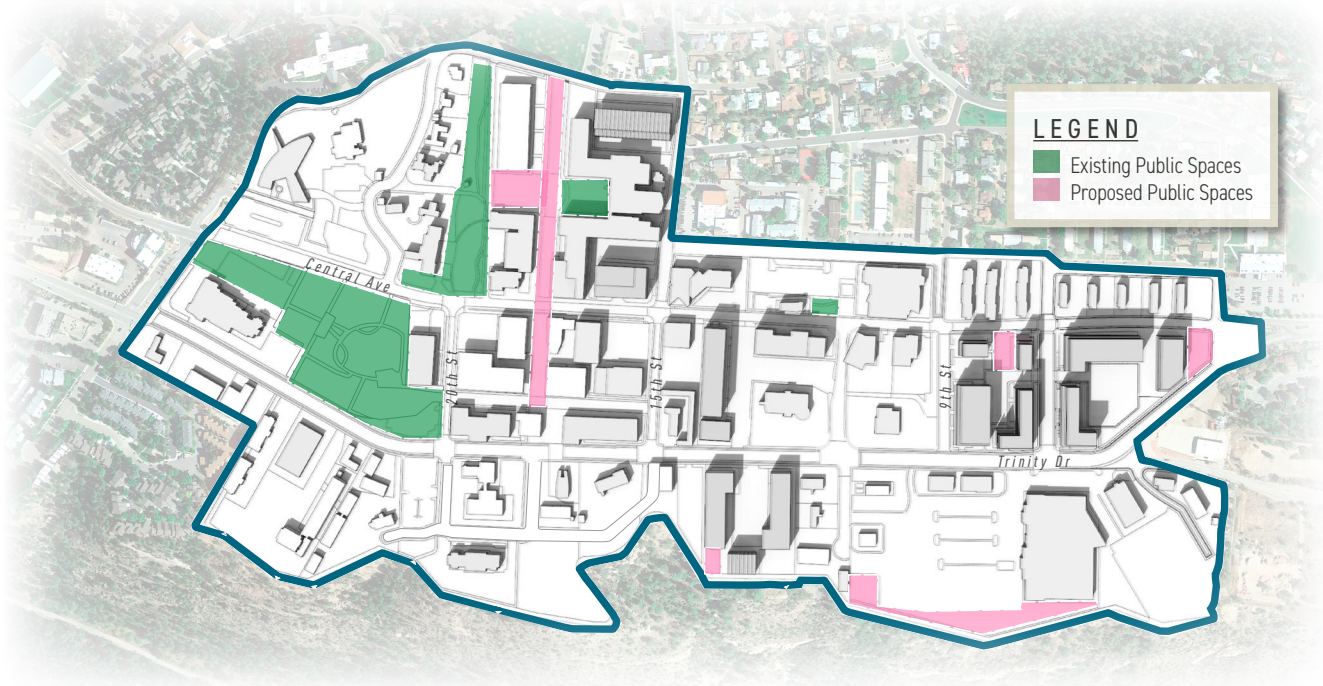 LEGEND
Existing Public Spaces
Proposed Public Spaces
Central Ave
20th St
15th St
9th St
Trinity Dr